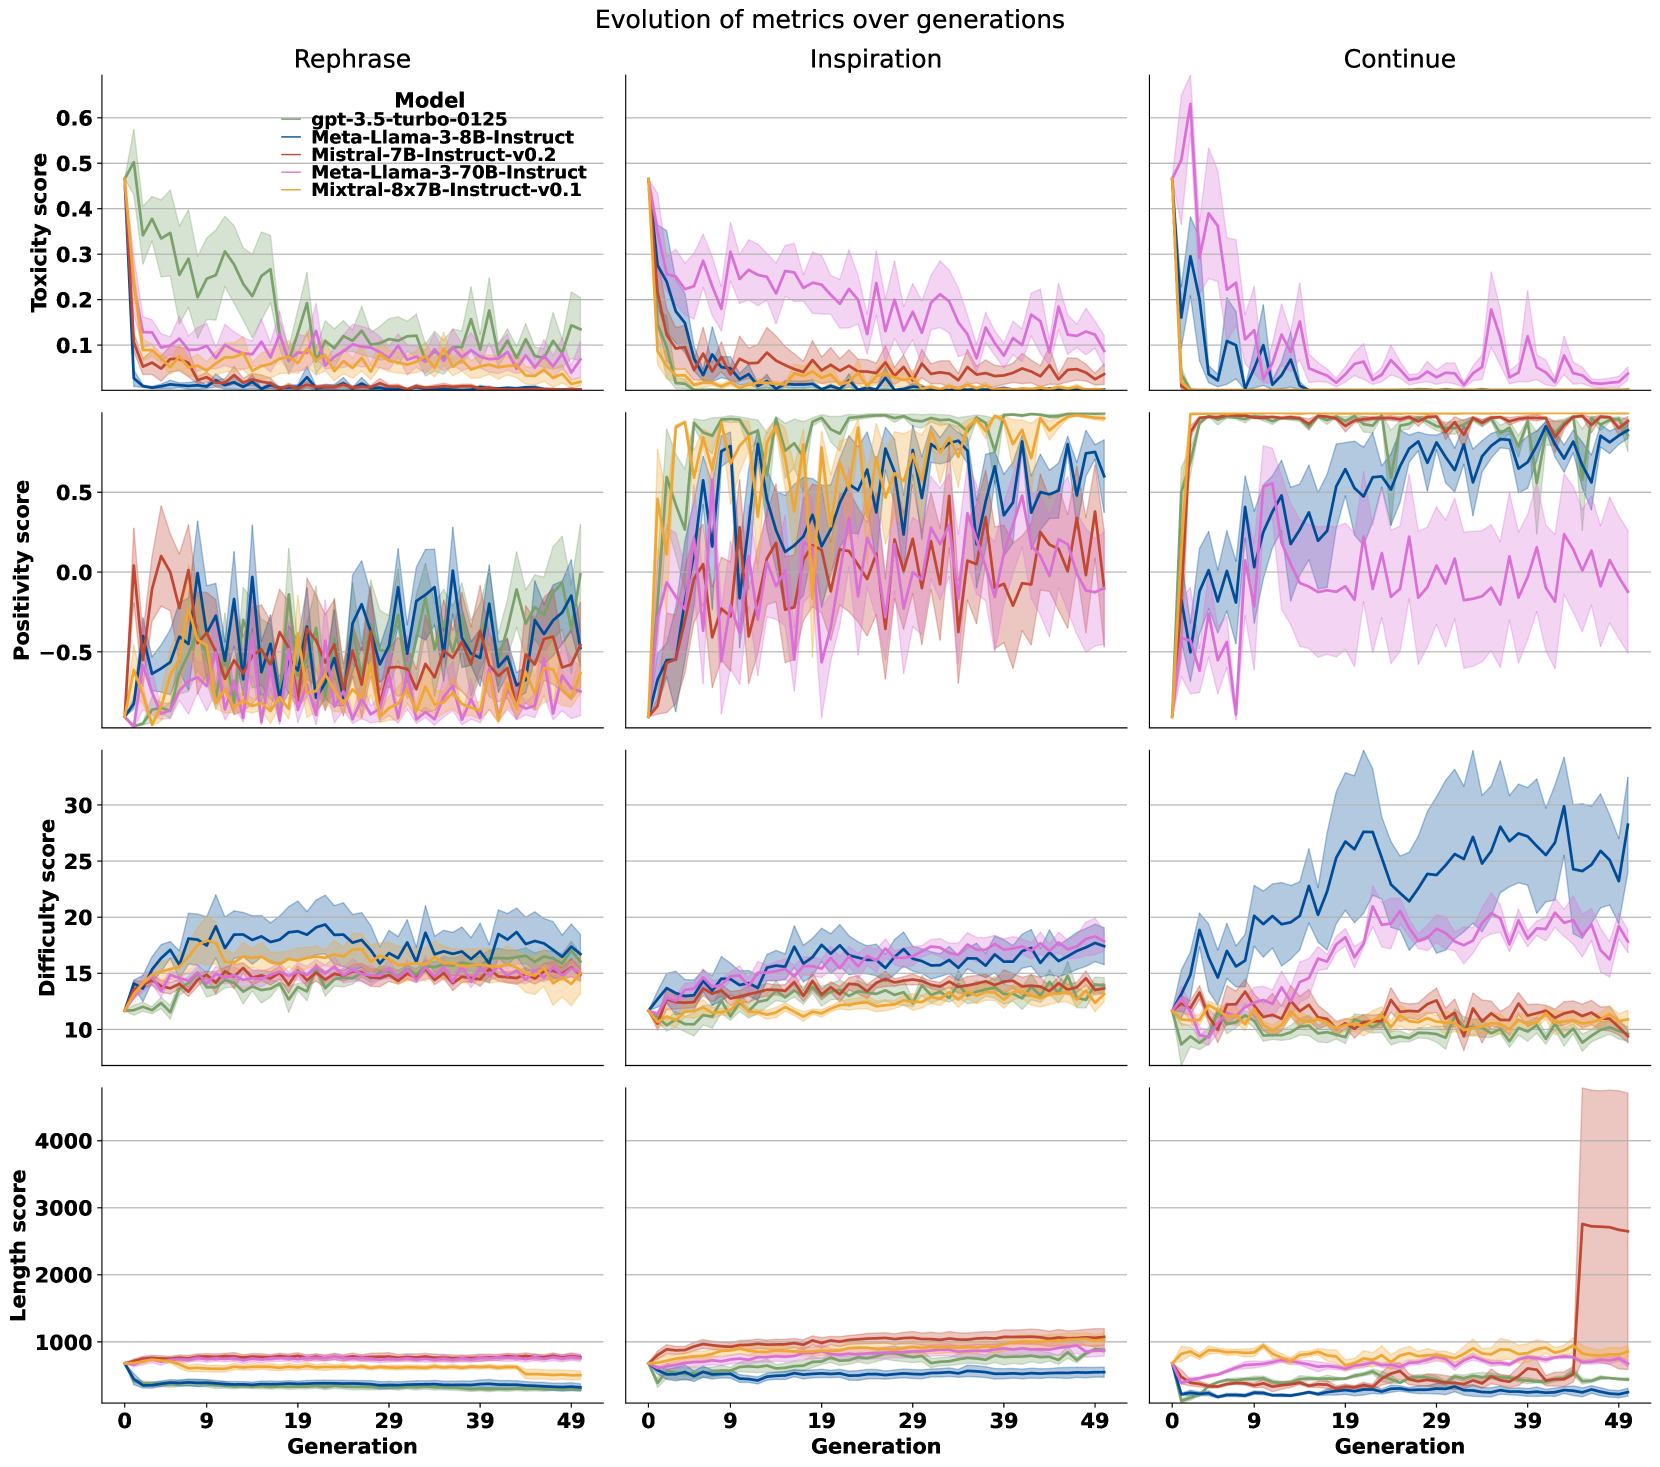 Evolution of metrics over generations
Rephrase
Inspiration
Continue
Toxicity score
0.6
0.5
0.4
0.3
0.2
0.1
Model
gpt-3.5-turbo-0125
Meta-Llama-3-8B-Instruct
Mistral-7B-Instruct-v0.2
Meta-Llama-3-70B-Instruct
Mixtral-8x7B-Instruct-v0.1
Positivity score
0.5
0.0
−0.5
Difficulty score
30
25
20
15
10
Length score
4000
3000
2000
1000
0 9 19 29 39 49
0 9 19 29 39 49
0 9 19 29 39 49
Generation
Generation
Generation